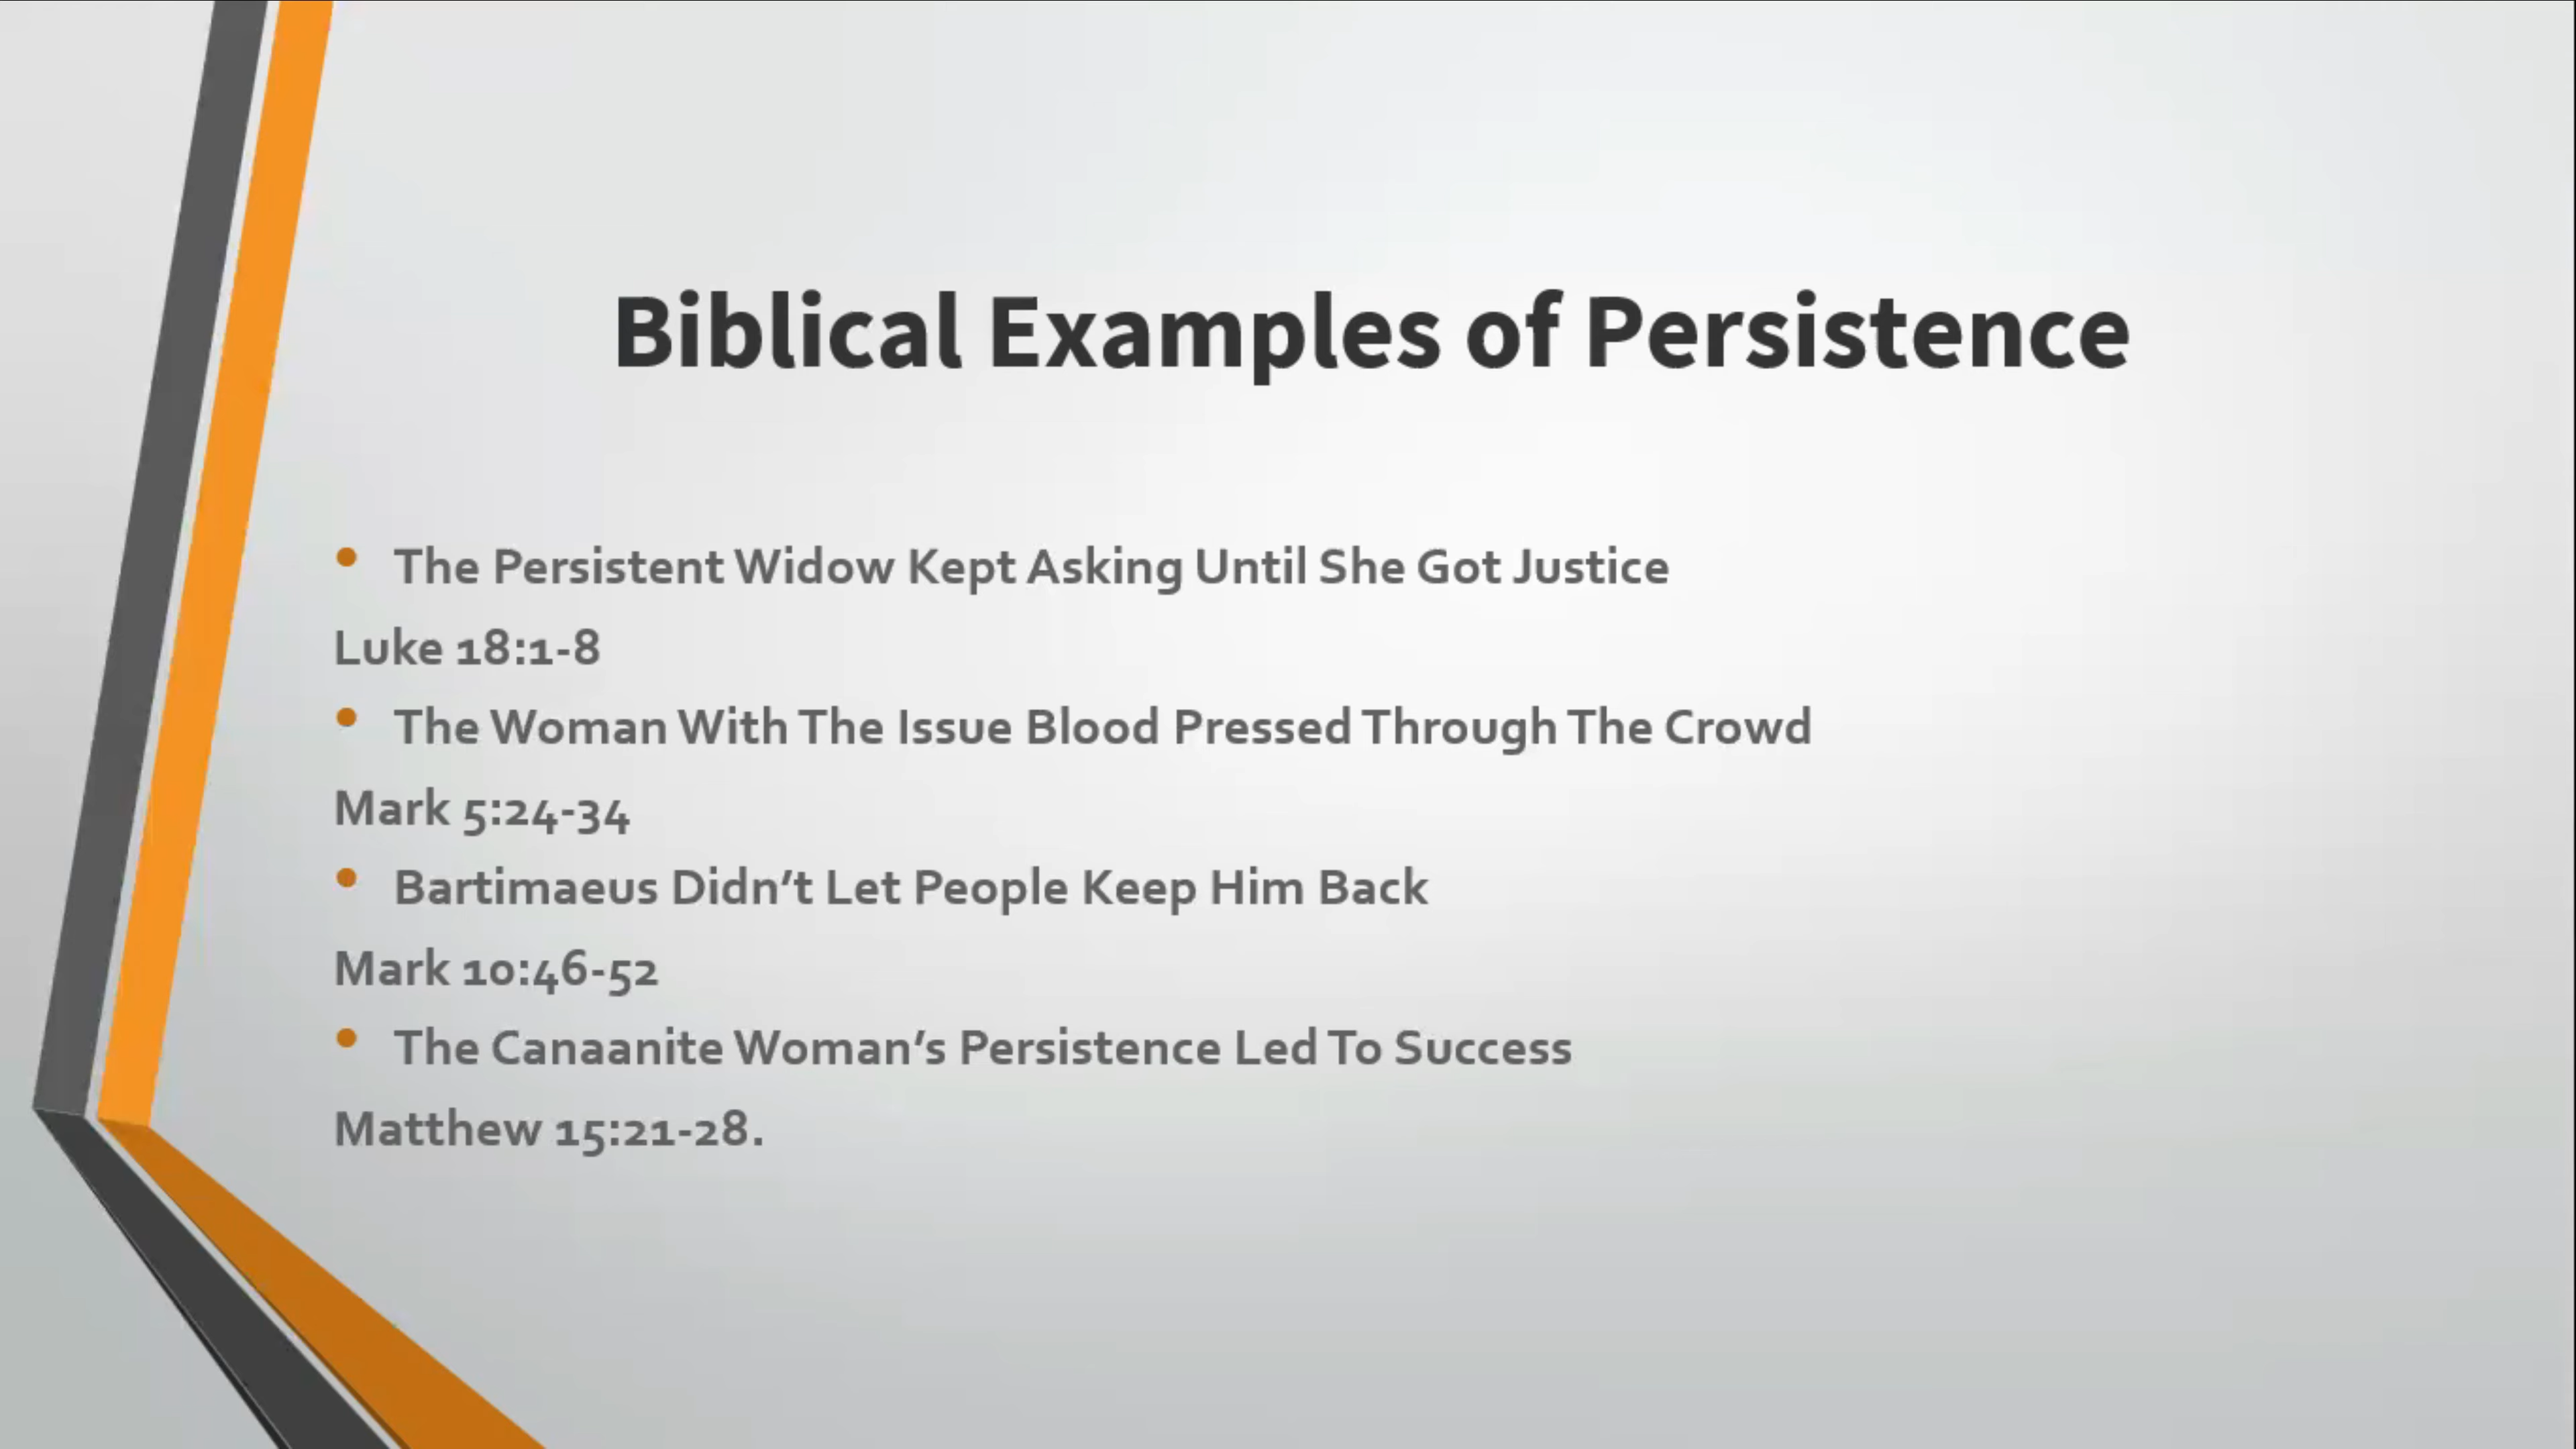 Biblical Examples of Persistence
• The Persistent Widow Kept Asking Until She Got Justice
Luke 18:1-8
• The Woman With The Issue Blood Pressed Through The Crowd
Mark 5:24-34
• Bartimaeus Didn’t Let People Keep Him Back
Mark 10:46-52
• The Canaanite Woman’s Persistence Led To Success
Matthew 15:21-28.